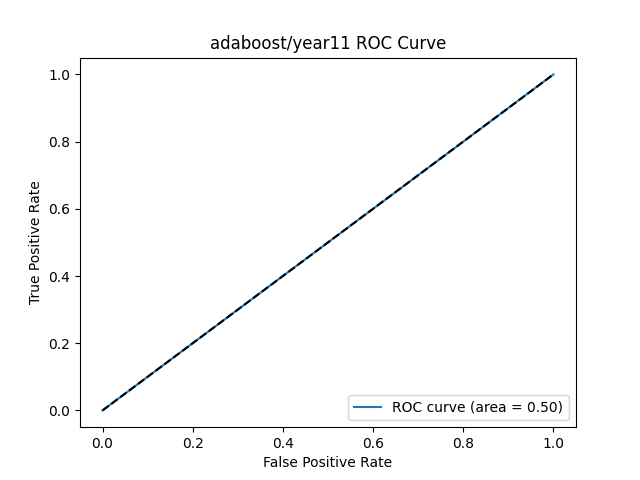 adaboost/year11 ROC Curve
True Positive Rate
1.0
0.8
0.6
0.4
0.2
0.0
ROC curve (area = 0.50)
0.0 0.2 0.4 0.6 0.8 1.0
False Positive Rate